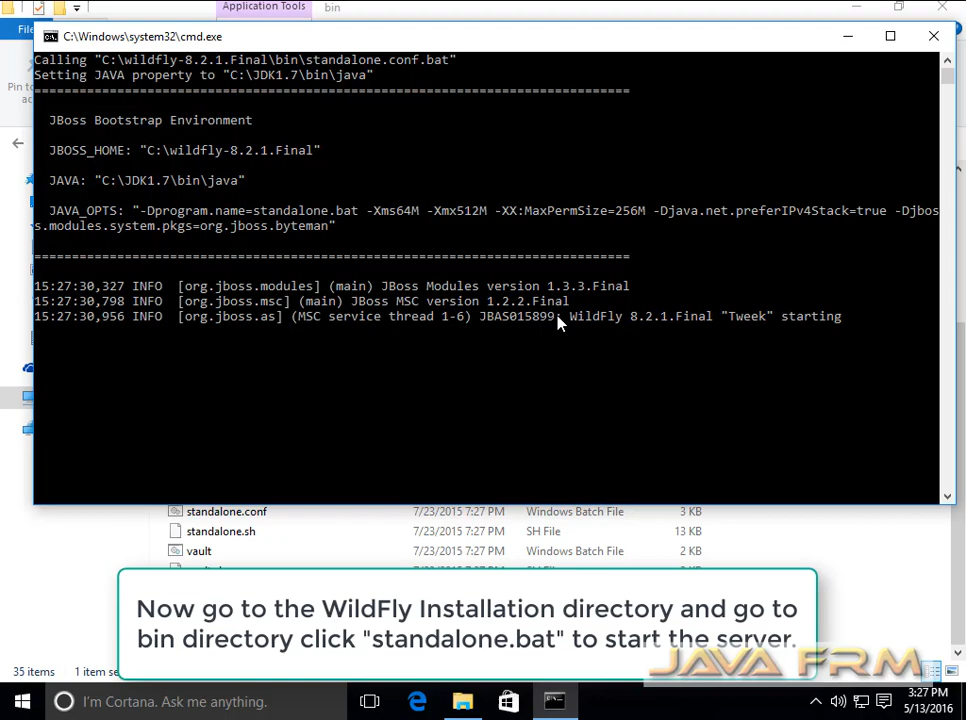 Application Tools
bin
File
C:\Windows\system32\cmd.exe
Calling "C:\wildfly-8.2.1.Final\bin\standalone.conf.bat"
Setting JAVA property to "C:\JDK1.7\bin\java"
===============================================================================
JBoss Bootstrap Environment
JBOSS_HOME: "C:\wildfly-8.2.1.Final"
JAVA: "C:\JDK1.7\bin\java"
JAVA_OPTS: "-Dprogram.name=standalone.bat -Xms64M -Xmx512M -XX:MaxPermSize=256M -Djava.net.preferIPv4Stack=true -Djbos
s.modules.system.pkgs=org.jboss.byteman"
===============================================================================
15:27:30,327 INFO  [org.jboss.modules] (main) JBoss Modules version 1.3.3.Final
15:27:30,798 INFO  [org.jboss.msc] (main) JBoss MSC version 1.2.2.Final
15:27:30,956 INFO  [org.jboss.as] (MSC service thread 1-6) JBAS015899: WildFly 8.2.1.Final "Tweek" starting
Pin to
ac
standalone.conf 7/23/2015 7:27 PM Windows Batch File 3 KB
standalone.sh 7/23/2015 7:27 PM SH File 13 KB
vault 7/23/2015 7:27 PM Windows Batch File 2 KB
Now go to the WildFly Installation directory and go to
bin directory click "standalone.bat" to start the server.
JAVA FRM
35 items 1 item se
I'm Cortana. Ask me anything.
3:27 PM
5/13/2016